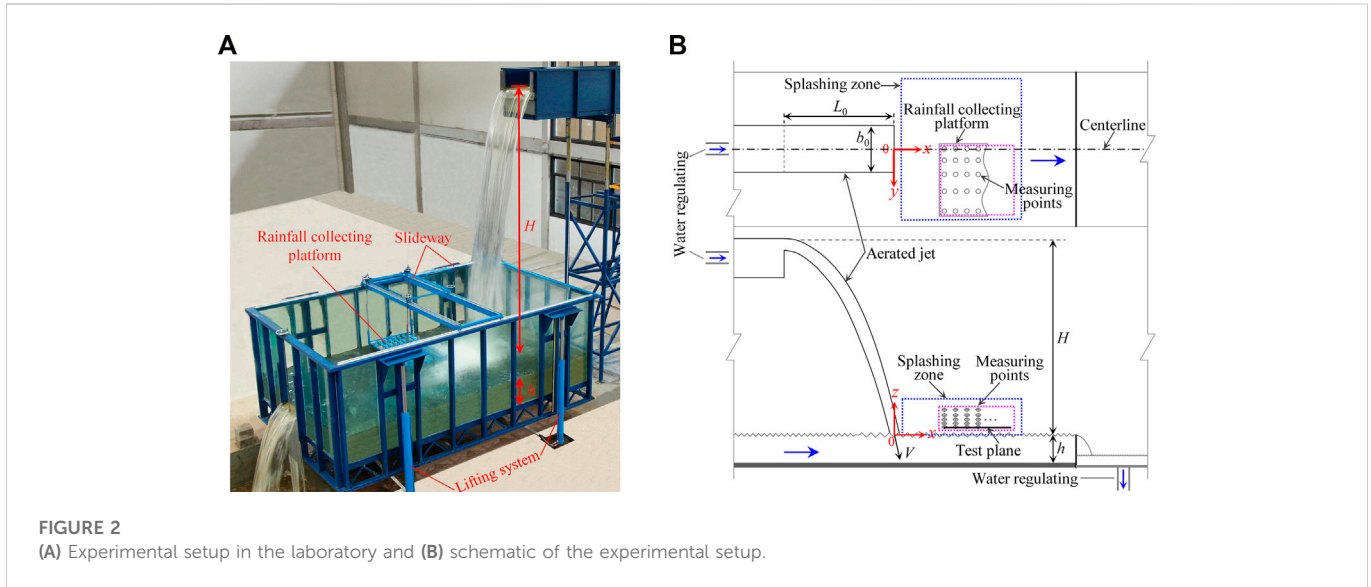 A
H
Rainfall collecting
platform
Slideway
h
Lifting system
B
Splashing zone
L0
Rainfall collecting
platform
b0
Centerline
0
x
y
Measuring
points
Water regulating
Aerated jet
H
Splashing
zone
Measuring
points
z
...
0
x
V
Test plane
h
Water regulating
FIGURE 2
(A) Experimental setup in the laboratory and (B) schematic of the experimental setup.